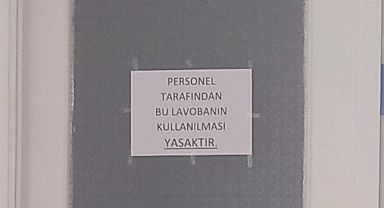 PERSONEL
TARAFINDAN
BU LAVOBANIN
KULLANILMASI
YASAKTIR.